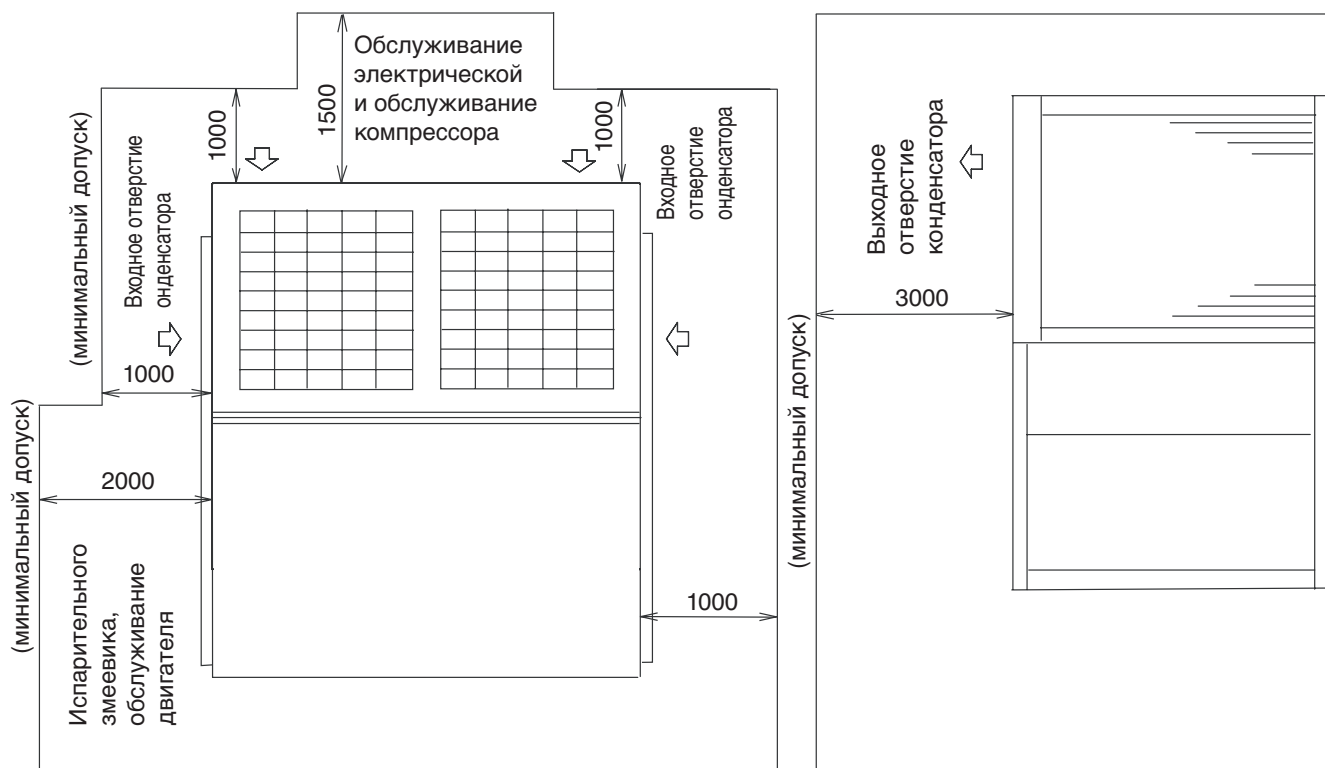 Обслуживание
электрической
и обслуживание
компрессора
1500
1000
1000
(минимальный допуск)
Входное отверстие
онденсатора
Входное
отверстие
онденсатора
1000
(минимальный допуск)
2000
Испарительного
змеевика,
обслуживание
двигателя
1000
(минимальный допуск)
Выходное
отверстие
конденсатора
3000